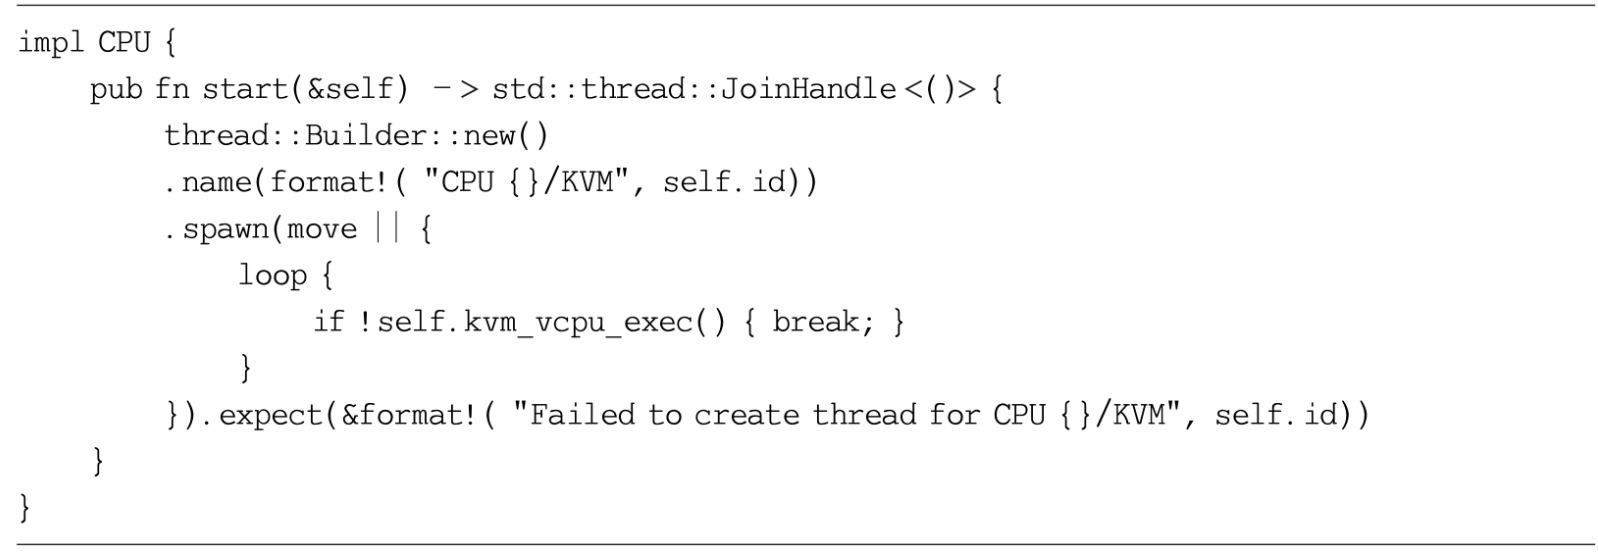 impl CPU {
    pub fn start(&self) -> std::thread::JoinHandle<()> {
        thread::Builder::new()
        .name(format!( "CPU {}/KVM", self.id))
        .spawn(move || {
            loop {
                if !self.kvm_vcpu_exec() { break; }
            }
        }).expect(&format!( "Failed to create thread for CPU {}/KVM", self.id))
    }
}